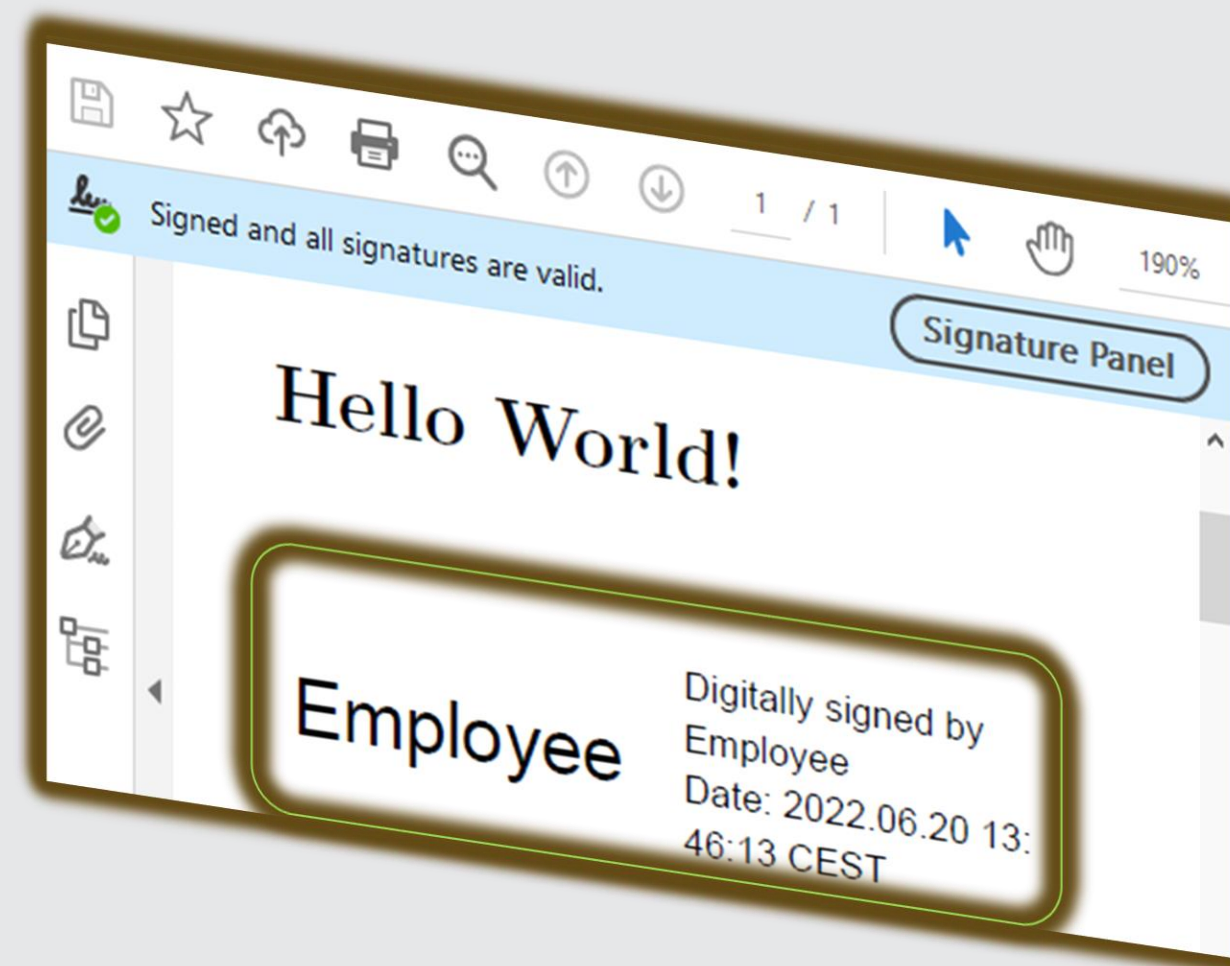 1 / 1
190%
Signed and all signatures are valid.
Signature Panel
Hello World!
Employee
Digitally signed by
Employee
Date: 2022.06.20 13:
46:13 CEST